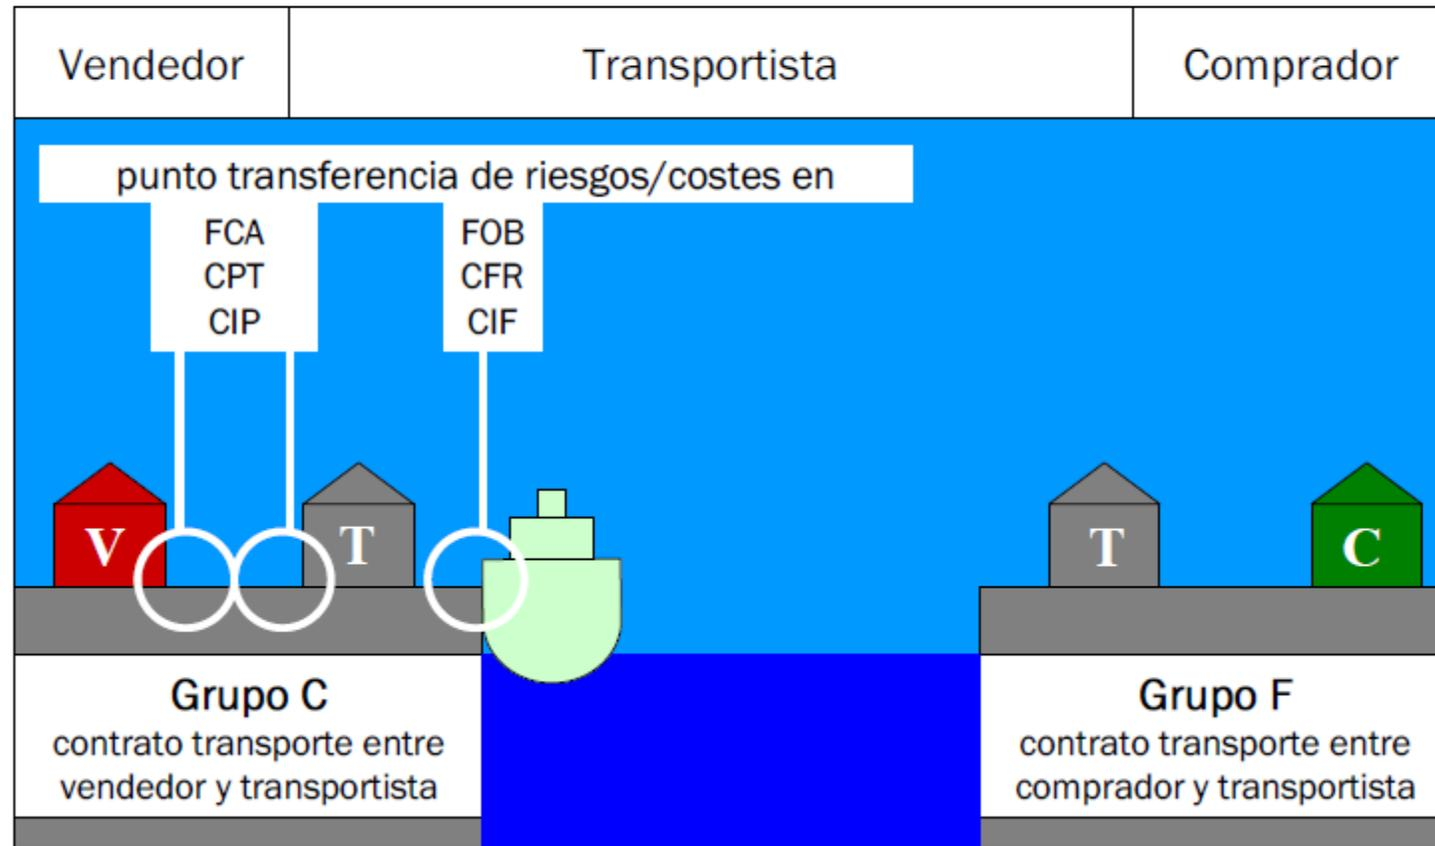 Vendedor
Transportista
Comprador
punto transferencia de riesgos/costes en
FCA
CPT
CIP
FOB
CFR
CIF
V
T
T
C
Grupo C
contrato transporte entre
vendedor y transportista
Grupo F
contrato transporte entre
comprador y transportista